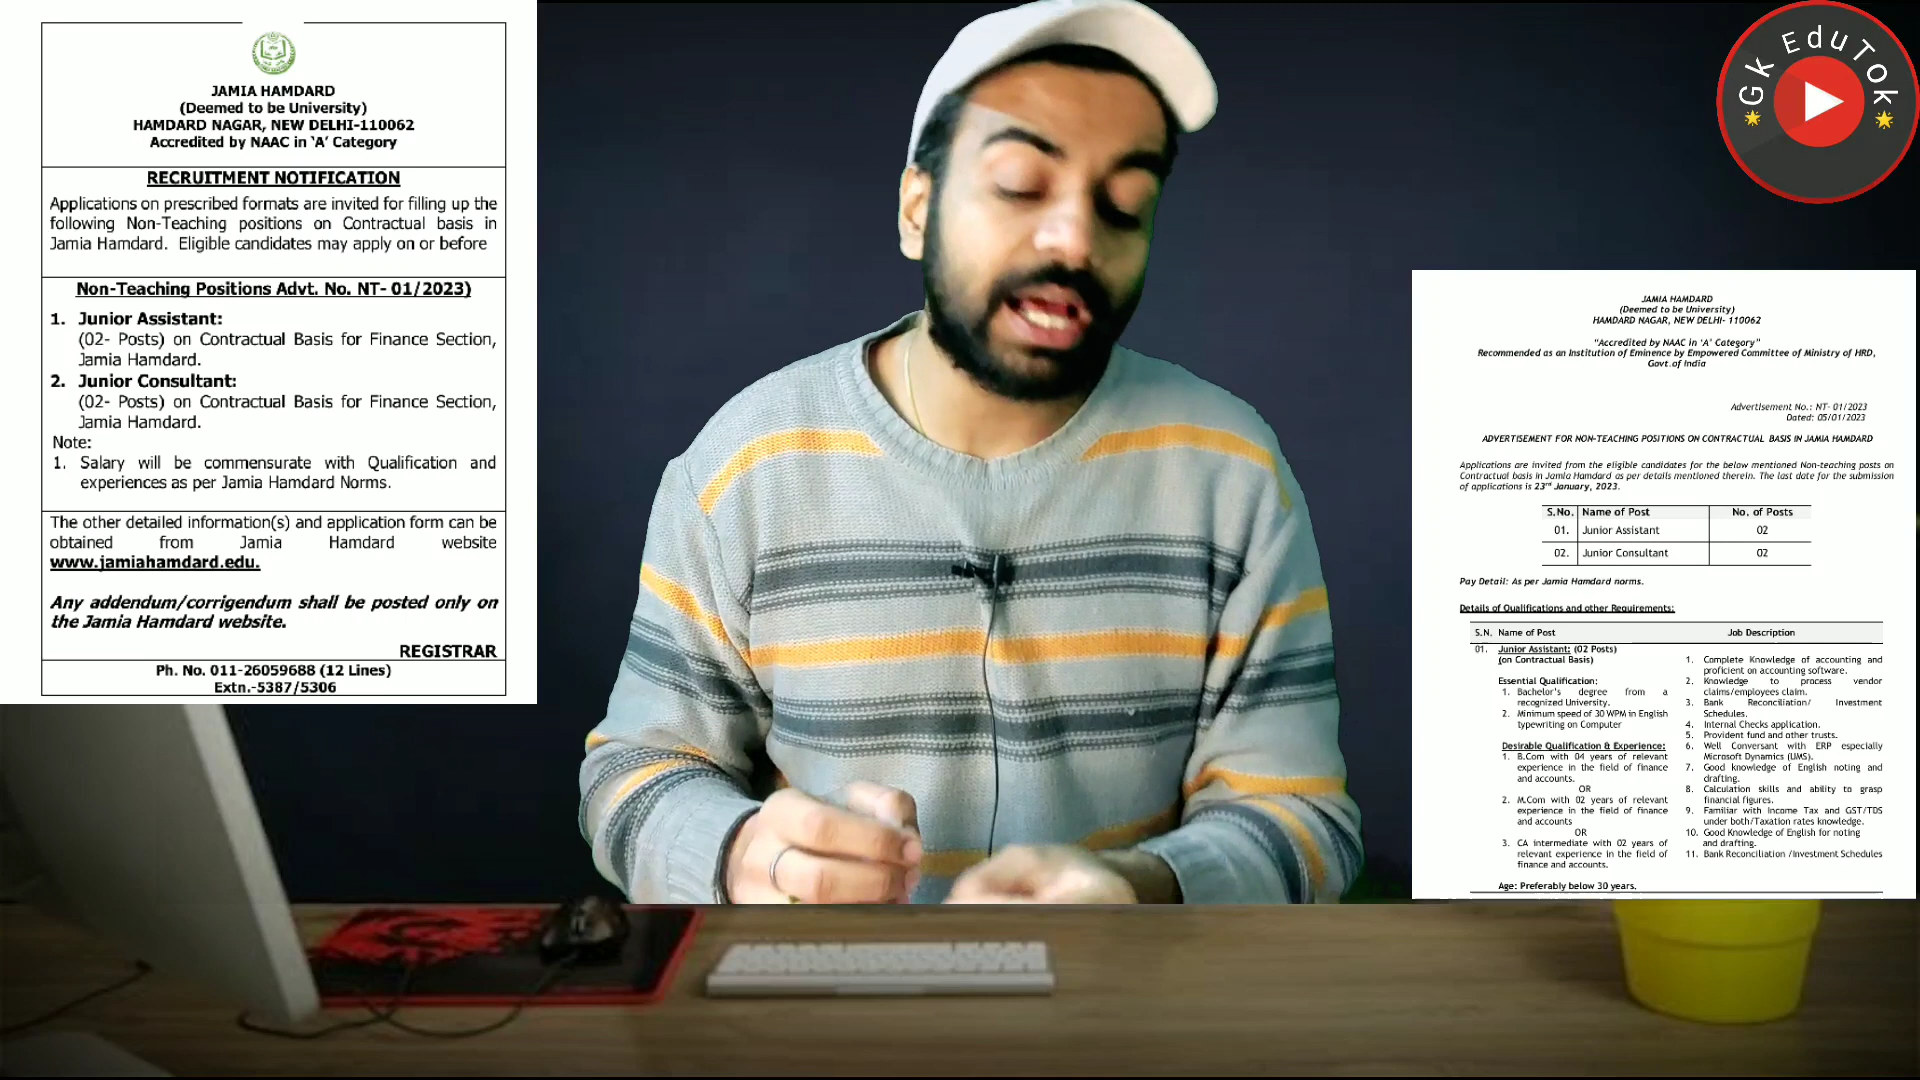 JAMIA HAMDARD
(Deemed to be University)
HAMDARD NAGAR, NEW DELHI-110062
Accredited by NAAC in ‘A’ Category
RECRUITMENT NOTIFICATION
Applications on prescribed formats are invited for filling up the
following Non-Teaching positions on Contractual basis in
Jamia Hamdard. Eligible candidates may apply on or before
Non-Teaching Positions Advt. No. NT- 01/2023)
1. Junior Assistant:
(02- Posts) on Contractual Basis for Finance Section,
Jamia Hamdard.
2. Junior Consultant:
(02- Posts) on Contractual Basis for Finance Section,
Jamia Hamdard.
Note:
1. Salary will be commensurate with Qualification and
experiences as per Jamia Hamdard Norms.
The other detailed information(s) and application form can be
obtained from Jamia Hamdard website
www.jamiahamdard.edu.
Any addendum/corrigendum shall be posted only on
the Jamia Hamdard website.
REGISTRAR
Ph. No. 011-26059688 (12 Lines)
Extn.-5387/5306
Gk EduTok
JAMIA HAMDARD
(Deemed to be University)
HAMDARD NAGAR, NEW DELHI- 110062
“Accredited by NAAC in ‘A’ Category”
Recommended as an Institution of Eminence by Empowered Committee of Ministry of HRD,
Govt.of India
Advertisement No.: NT- 01/2023
Dated: 05/01/2023
ADVERTISEMENT FOR NON-TEACHING POSITIONS ON CONTRACTUAL BASIS IN JAMIA HAMDARD
Applications are invited from the eligible candidates for the below mentioned Non-teaching posts on
Contractual basis in Jamia Hamdard as per details mentioned therein. The last date for the submission
of applications is 23rd January, 2023.
S.No. Name of Post No. of Posts
01. Junior Assistant 02
02. Junior Consultant 02
Pay Detail: As per Jamia Hamdard norms.
Details of Qualifications and other Requirements:
S.N. Name of Post Job Description
01. Junior Assistant: (02 Posts)
(on Contractual Basis)
Essential Qualification:
1. Bachelor’s degree from a
recognized University.
2. Minimum speed of 30 WPM in English
typewriting on Computer
Desirable Qualification & Experience:
1. B.Com with 04 years of relevant
experience in the field of finance
and accounts.
OR
2. M.Com with 02 years of relevant
experience in the field of finance
and accounts
OR
3. CA intermediate with 02 years of
relevant experience in the field of
finance and accounts.
Age: Preferably below 30 years.
1. Complete Knowledge of accounting and
proficient on accounting software.
2. Knowledge to process vendor
claims/employees claim.
3. Bank Reconciliation/ Investment
Schedules.
4. Internal Checks application.
5. Provident fund and other trusts.
6. Well Conversant with ERP especially
Microsoft Dynamics (UMS).
7. Good knowledge of English noting and
drafting.
8. Calculation skills and ability to grasp
financial figures.
9. Familiar with Income Tax and GST/TDS
under both/Taxation rates knowledge.
10. Good Knowledge of English for noting
and drafting.
11. Bank Reconciliation /Investment Schedules